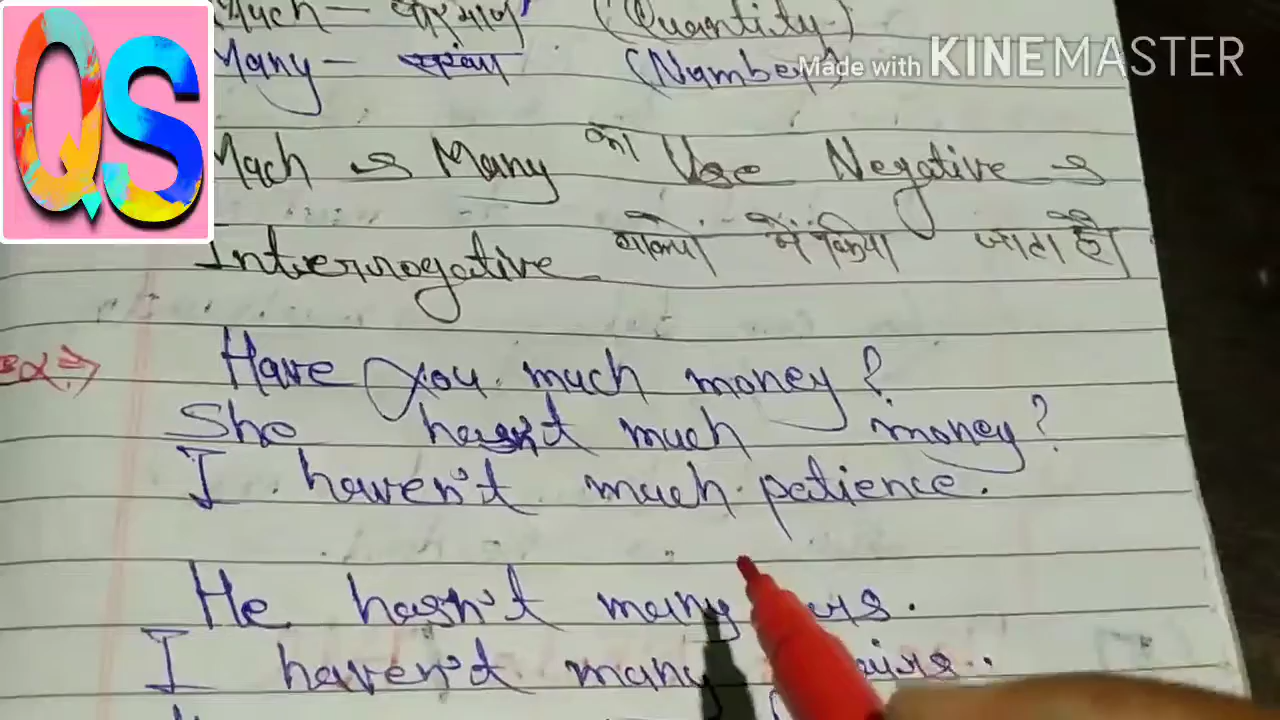 Much - (Quantity)
Many - संख्या (Number)
QS
Made with KINEMASTER
Much & Many का Use Negative &
Interrogative वाक्यों में किया जाता है।
Ex ⇒ Have you much money?
She hasn't much money?
I haven't much patience.
He hasn't many
I haven't many